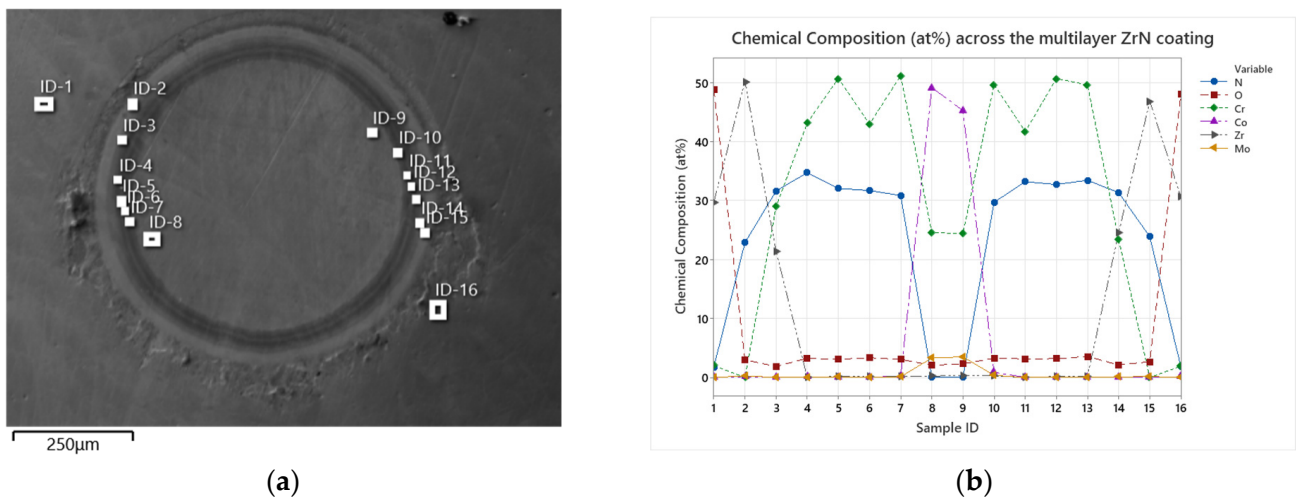 ID-1
ID-2
ID-3
ID-4
ID-5
ID-6
ID-7
ID-8
ID-9
ID-10
ID-11
ID-12
ID-13
ID-14
ID-15
ID-16
250μm
(a)
Chemical Composition (at%) across the multilayer ZrN coating
Chemical Composition (at%)
50
40
30
20
10
0
1 2 3 4 5 6 7 8 9 10 11 12 13 14 15 16
Sample ID
Variable
N
O
Cr
Co
Zr
Mo
(b)